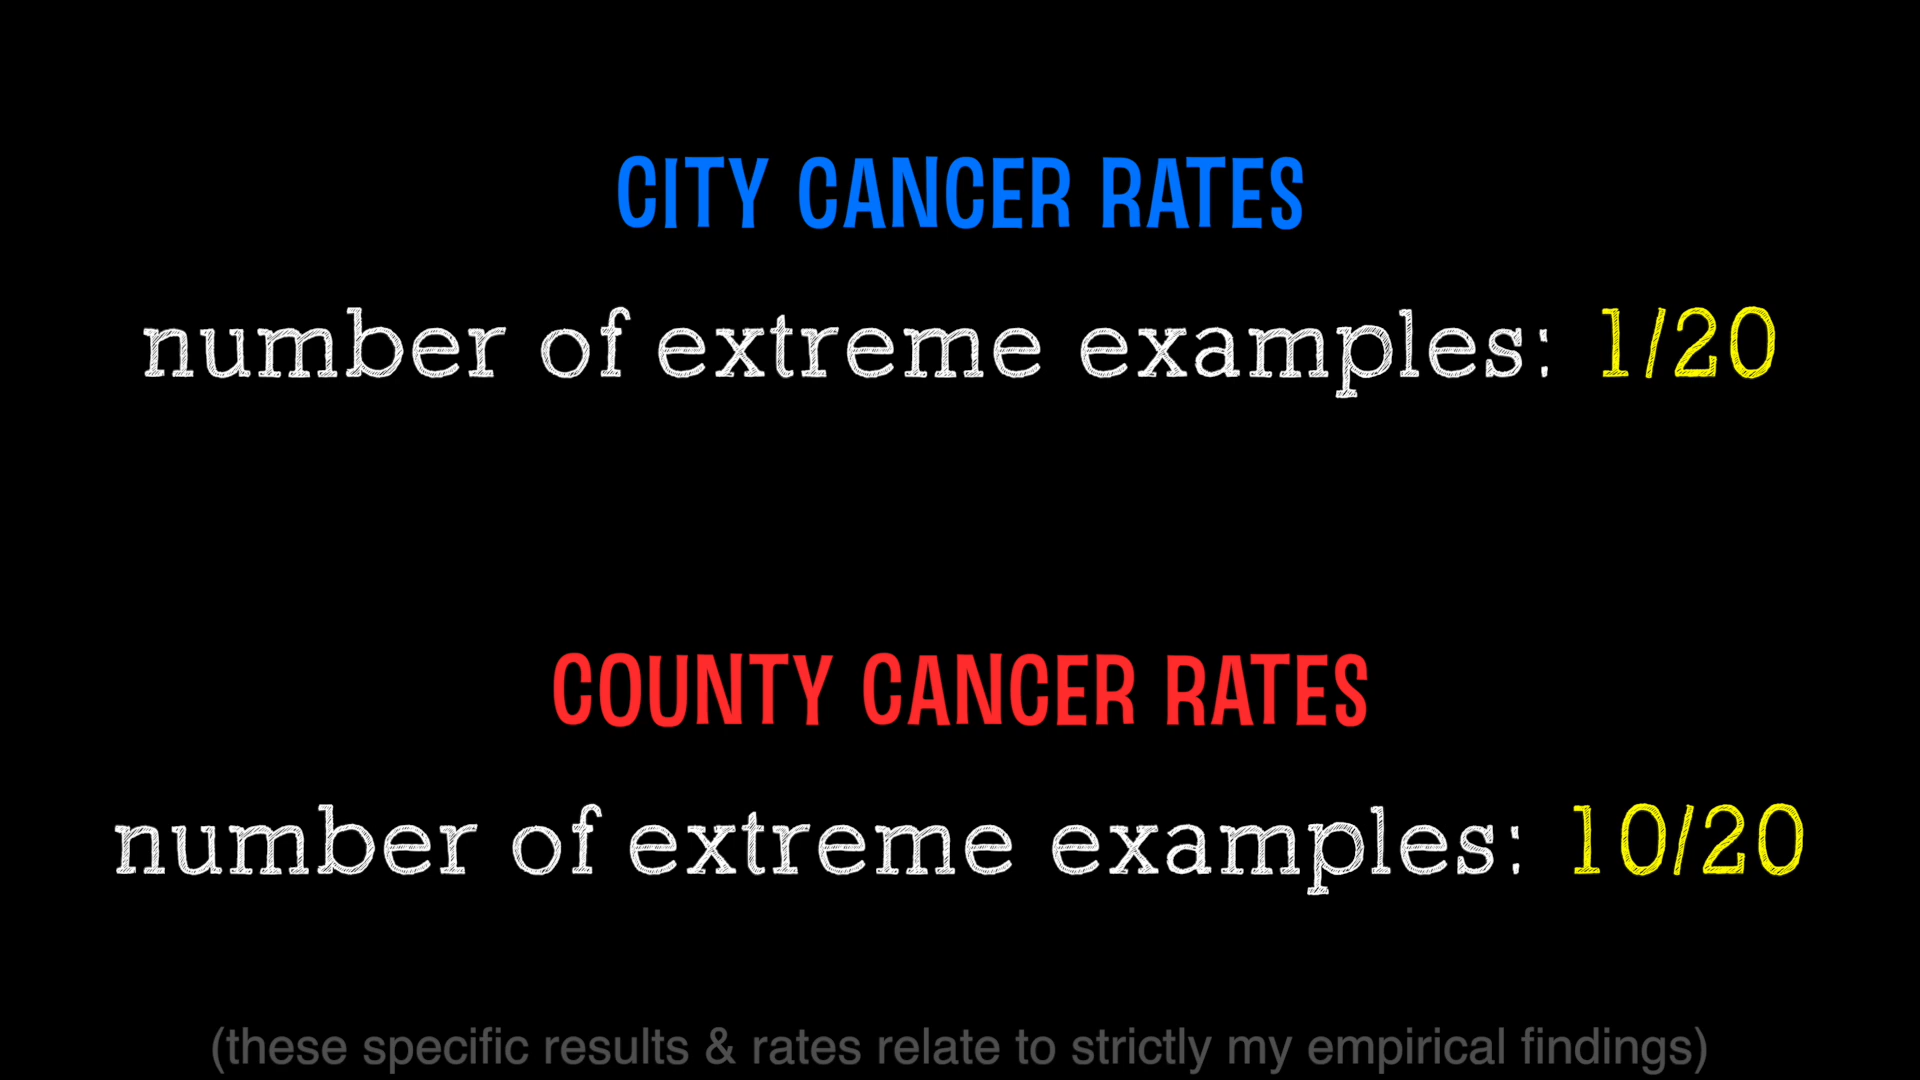 CITY CANCER RATES
number of extreme examples: 1/20
COUNTY CANCER RATES
number of extreme examples: 10/20
(these specific results & rates relate to strictly my empirical findings)